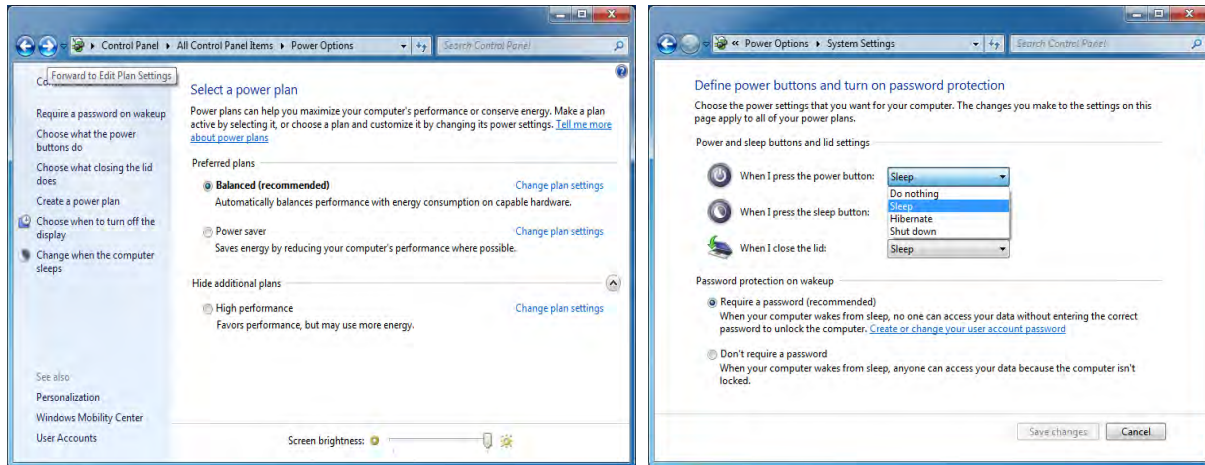 Control Panel ▸ All Control Panel Items ▸ Power Options
Search Control Panel
Forward to Edit Plan Settings
Require a password on wakeup
Choose what the power
buttons do
Choose what closing the lid
does
Create a power plan
Choose when to turn off the
display
Change when the computer
sleeps
See also
Personalization
Windows Mobility Center
User Accounts
Select a power plan
Power plans can help you maximize your computer's performance or conserve energy. Make a plan
active by selecting it, or choose a plan and customize it by changing its power settings. Tell me more
about power plans
Preferred plans
Balanced (recommended) Change plan settings
Automatically balances performance with energy consumption on capable hardware.
Power saver Change plan settings
Saves energy by reducing your computer's performance where possible.
Hide additional plans
High performance Change plan settings
Favors performance, but may use more energy.
Screen brightness:
« Power Options ▸ System Settings
Search Control Panel
Define power buttons and turn on password protection
Choose the power settings that you want for your computer. The changes you make to the settings on this
page apply to all of your power plans.
Power and sleep buttons and lid settings
When I press the power button: Sleep
Do nothing
Sleep
When I press the sleep button:
Hibernate
Shut down
When I close the lid: Sleep
Password protection on wakeup
Require a password (recommended)
When your computer wakes from sleep, no one can access your data without entering the correct
password to unlock the computer. Create or change your user account password
Don't require a password
When your computer wakes from sleep, anyone can access your data because the computer isn't
locked.
Save changes Cancel